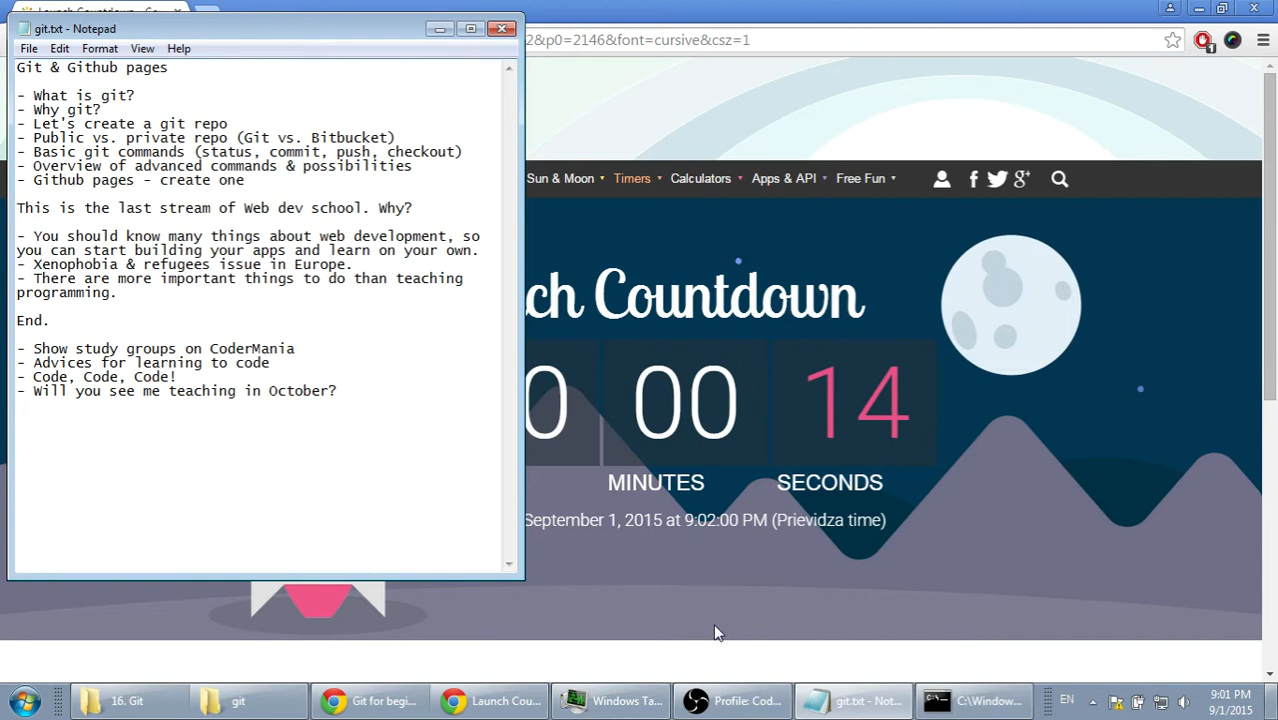 Launch Countdown - Co
git.txt - Notepad
File Edit Format View Help
Git & Github pages
- What is git?
- Why git?
- Let's create a git repo
- Public vs. private repo (Git vs. Bitbucket)
- Basic git commands (status, commit, push, checkout)
- Overview of advanced commands & possibilities
- Github pages - create one
This is the last stream of Web dev school. Why?
- You should know many things about web development, so
you can start building your apps and learn on your own.
- Xenophobia & refugees issue in Europe.
- There are more important things to do than teaching
programming.
End.
- Show study groups on CoderMania
- Advices for learning to code
- Code, Code, Code!
- Will you see me teaching in October?
2&p0=2146&font=cursive&csz=1
1
Sun & Moon Timers Calculators Apps & API Free Fun
f g+
ch Countdown
0 00 14
MINUTES SECONDS
September 1, 2015 at 9:02:00 PM (Prievidza time)
16. Git
git
Git for begi...
Launch Cou...
Windows Ta...
Profile: Cod...
git.txt - Not...
C:\Window...
EN
9:01 PM
9/1/2015